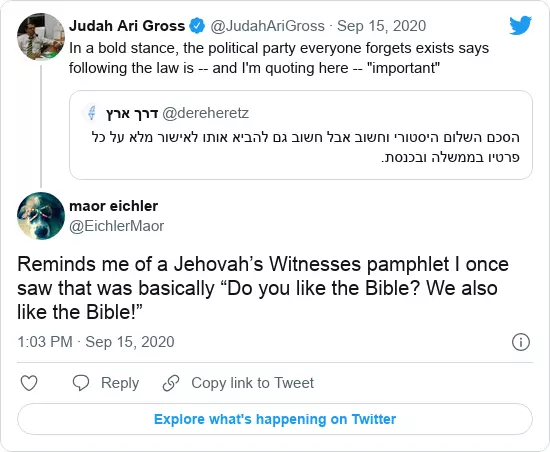 Judah Ari Gross @JudahAriGross · Sep 15, 2020
In a bold stance, the political party everyone forgets exists says
following the law is -- and I'm quoting here -- "important"
דרך ארץ @dereheretz
הסכם השלום היסטורי וחשוב אבל חשוב גם להביא אותו לאישור מלא על כל
פרטיו בממשלה ובכנסת.
maor eichler
@EichlerMaor
Reminds me of a Jehovah’s Witnesses pamphlet I once
saw that was basically “Do you like the Bible? We also
like the Bible!”
1:03 PM · Sep 15, 2020
Reply Copy link to Tweet
Explore what's happening on Twitter